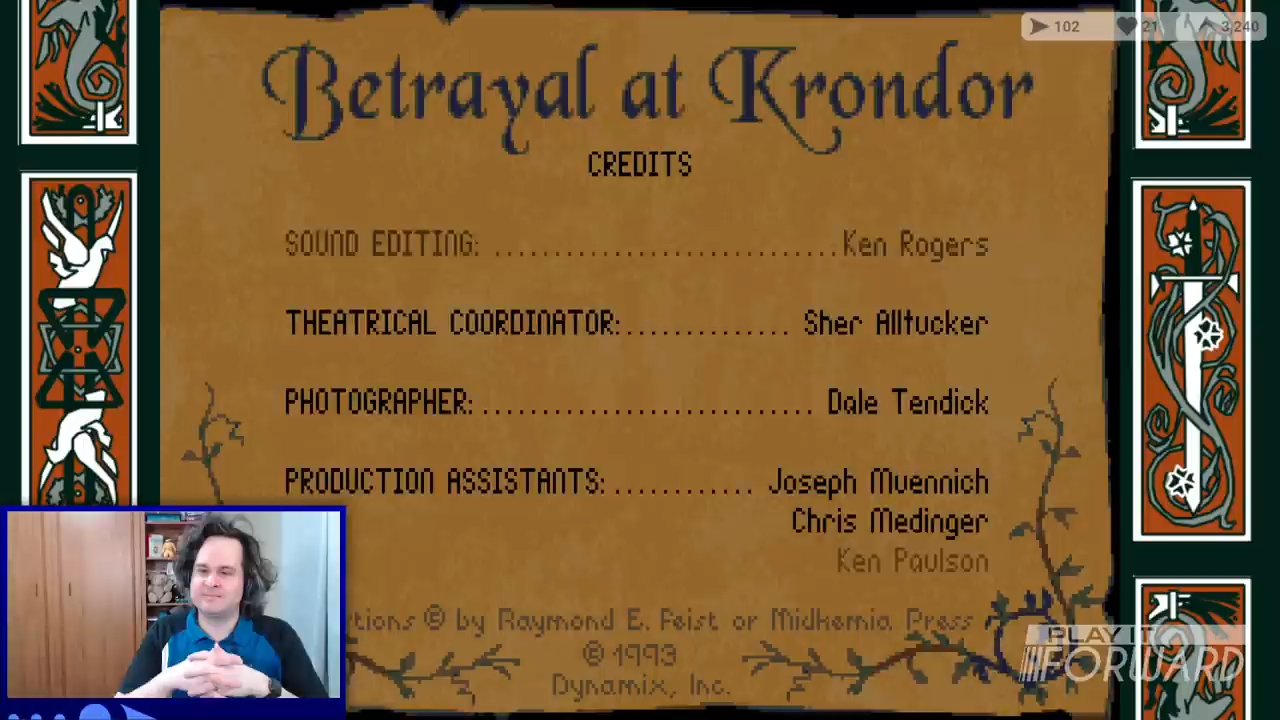 102 21 3 240
Betrayal at Krondor
CREDITS
SOUND EDITING: ............................Ken Rogers
THEATRICAL COORDINATOR:.............. Sher Alltucker
PHOTOGRAPHER: ........................... Dale Tendick
PRODUCTION ASSISTANTS: ............ Joseph Muennich
Chris Medinger
Ken Paulson
tions © by Raymond E. Feist or Midkemia Press
© 1993
Dynamix, Inc.
PLAY IT
FORWARD